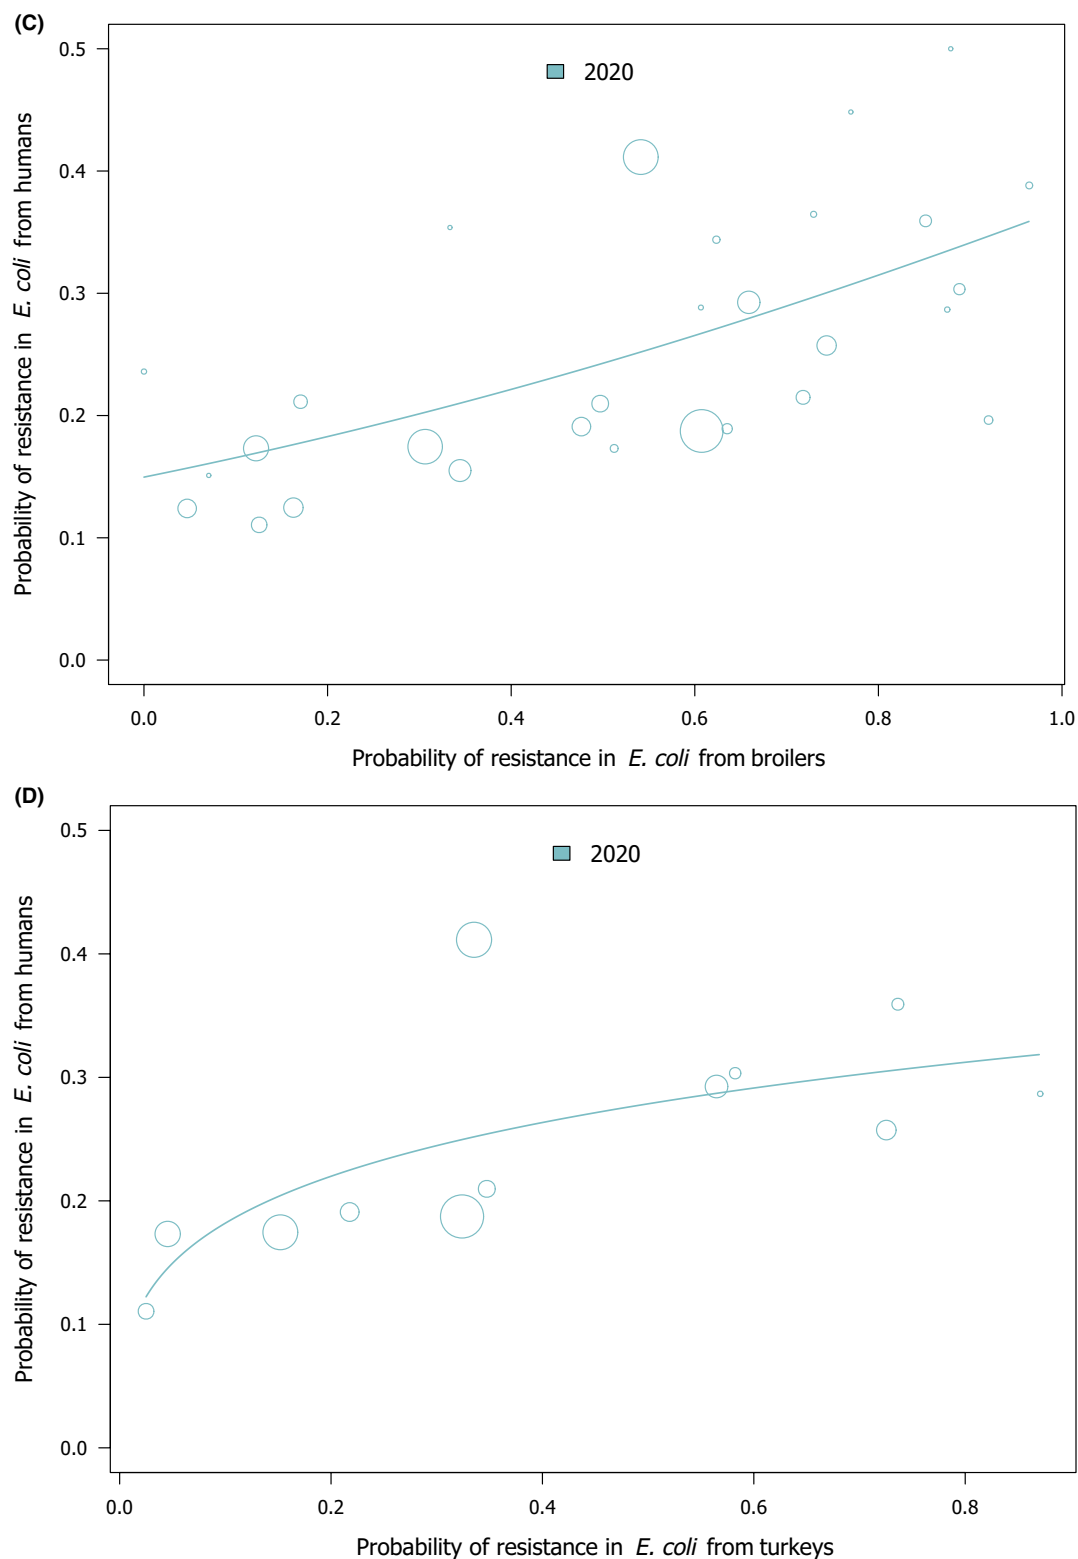 (C)
0.5
0.4
0.3
0.2
0.1
0.0
Probability of resistance in E. coli from humans
2020
0.0 0.2 0.4 0.6 0.8 1.0
Probability of resistance in E. coli from broilers
(D)
0.5
0.4
0.3
0.2
0.1
0.0
Probability of resistance in E. coli from humans
2020
0.0 0.2 0.4 0.6 0.8
Probability of resistance in E. coli from turkeys